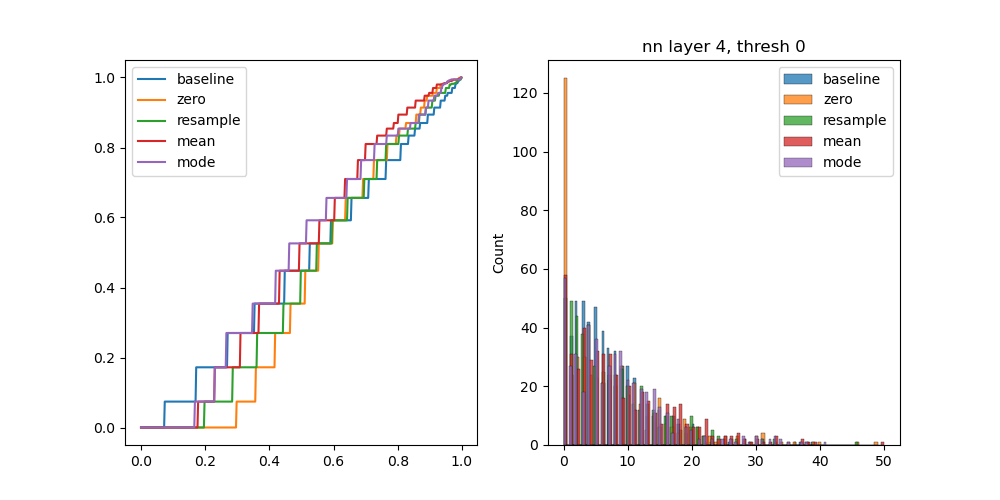 nn layer 4, thresh 0
baseline
zero
resample
mean
mode
1.0
0.8
0.6
0.4
0.2
0.0
0.0 0.2 0.4 0.6 0.8 1.0
baseline
zero
resample
mean
mode
Count
120
100
80
60
40
20
0
0 10 20 30 40 50